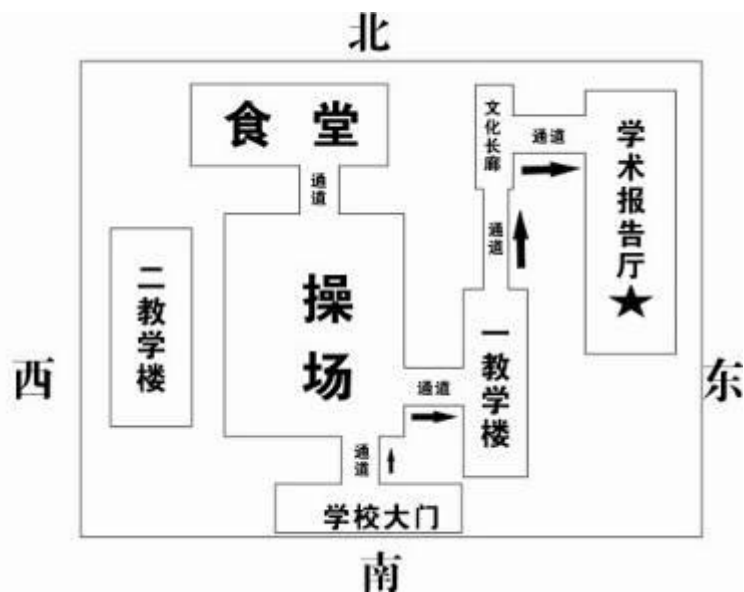 北
食堂
文化长廊
通道
学术报告厅
通道
通道
二教学楼
操场
一教学楼
西
通道
东
通道
学校大门
南